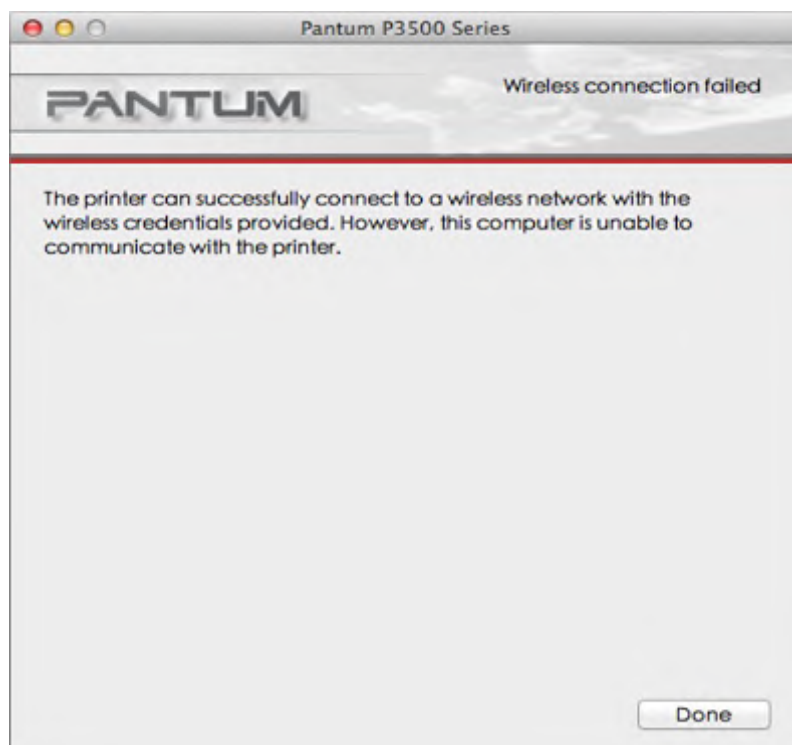 Pantum P3500 Series
PANTUM
Wireless connection failed
The printer can successfully connect to a wireless network with the
wireless credentials provided. However, this computer is unable to
communicate with the printer.
Done